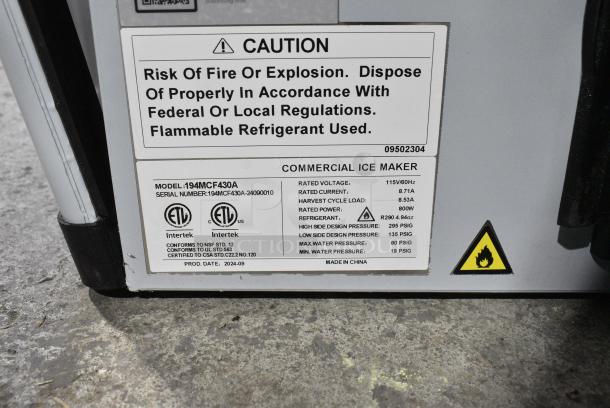 CAUTION
Risk Of Fire Or Explosion. Dispose
Of Properly In Accordance With
Federal Or Local Regulations.
Flammable Refrigerant Used.
09502304
COMMERCIAL ICE MAKER
MODEL:194MCF430A
SERIAL NUMBER:194MCF430A-24090010
ETL
Intertek
ETL
Intertek
CONFORMS TO NSF STD. 12
CONFORMS TO UL STD.563
CERTIFIED TO CSA STD.C22.2 NO.120
PROD. DATE: 2024-09
RATED VOLTAGE: 115V/60Hz
RATED CURRENT: 8.71A
HARVEST CYCLE LOAD: 8.53A
RATED POWER: 800W
REFRIGERANT: R290 4.94oz
HIGH SIDE DESIGN PRESSURE: 295 PSIG
LOW SIDE DESIGN PRESSURE: 135 PSIG
MAX.WATER PRESSURE: 80 PSIG
MIN. WATER PRESSURE: 19 PSIG
MADE IN CHINA